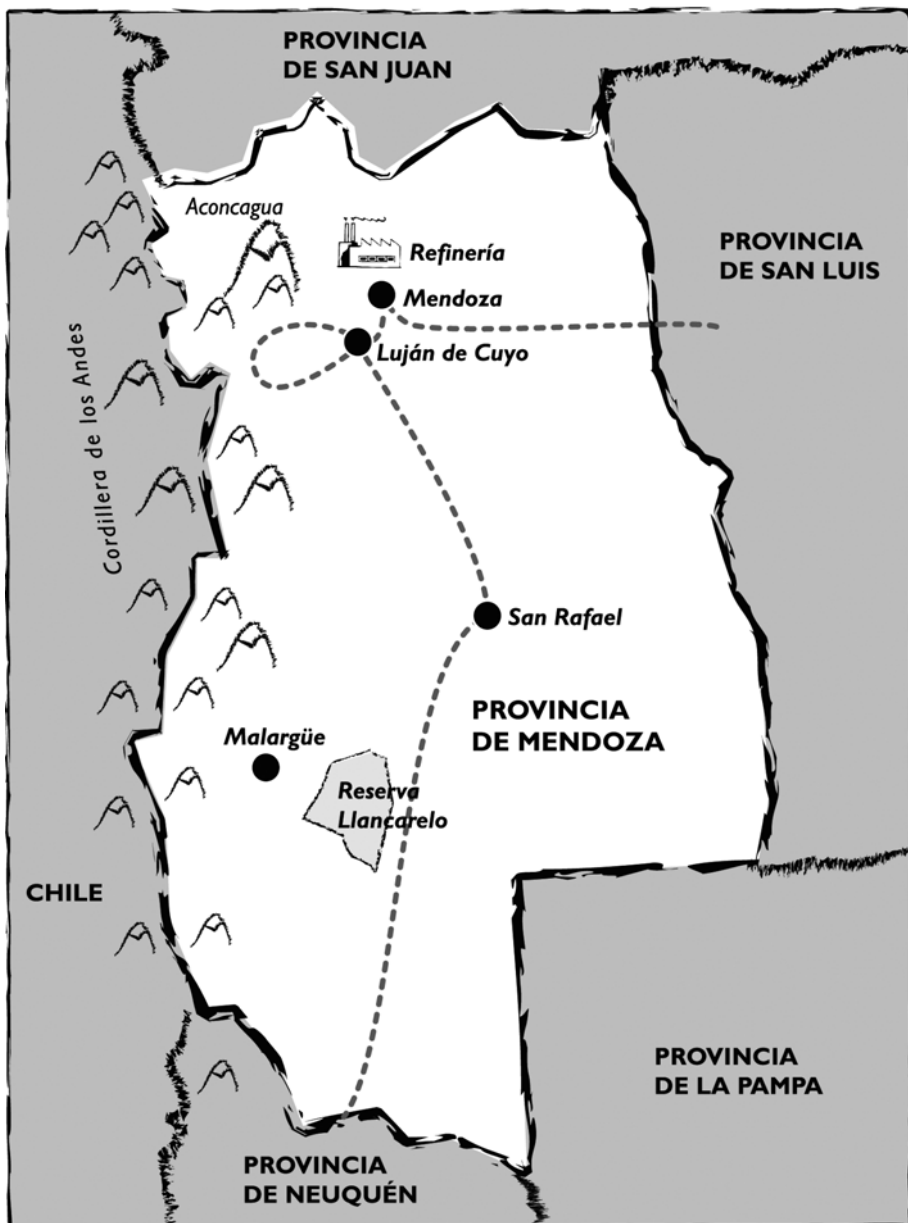 PROVINCIA
DE SAN JUAN
Aconcagua
Refinería
PROVINCIA
DE SAN LUIS
Mendoza
Luján de Cuyo
Cordillera de los Andes
San Rafael
PROVINCIA
DE MENDOZA
Malargüe
Reserva
Llancarelo
CHILE
PROVINCIA
DE LA PAMPA
PROVINCIA
DE NEUQUÉN